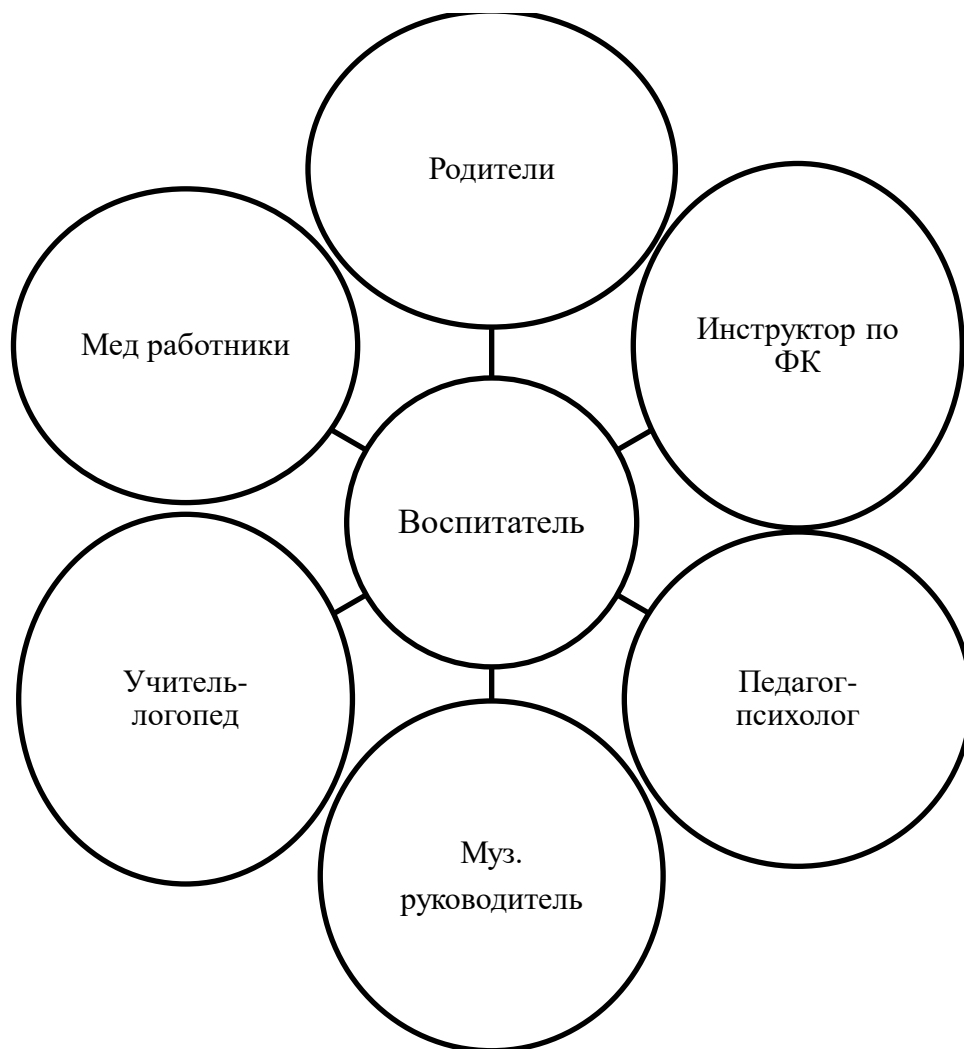 Родители
Мед работники
Инструктор по
ФК
Воспитатель
Учитель-
логопед
Педагог-
психолог
Муз.
руководитель